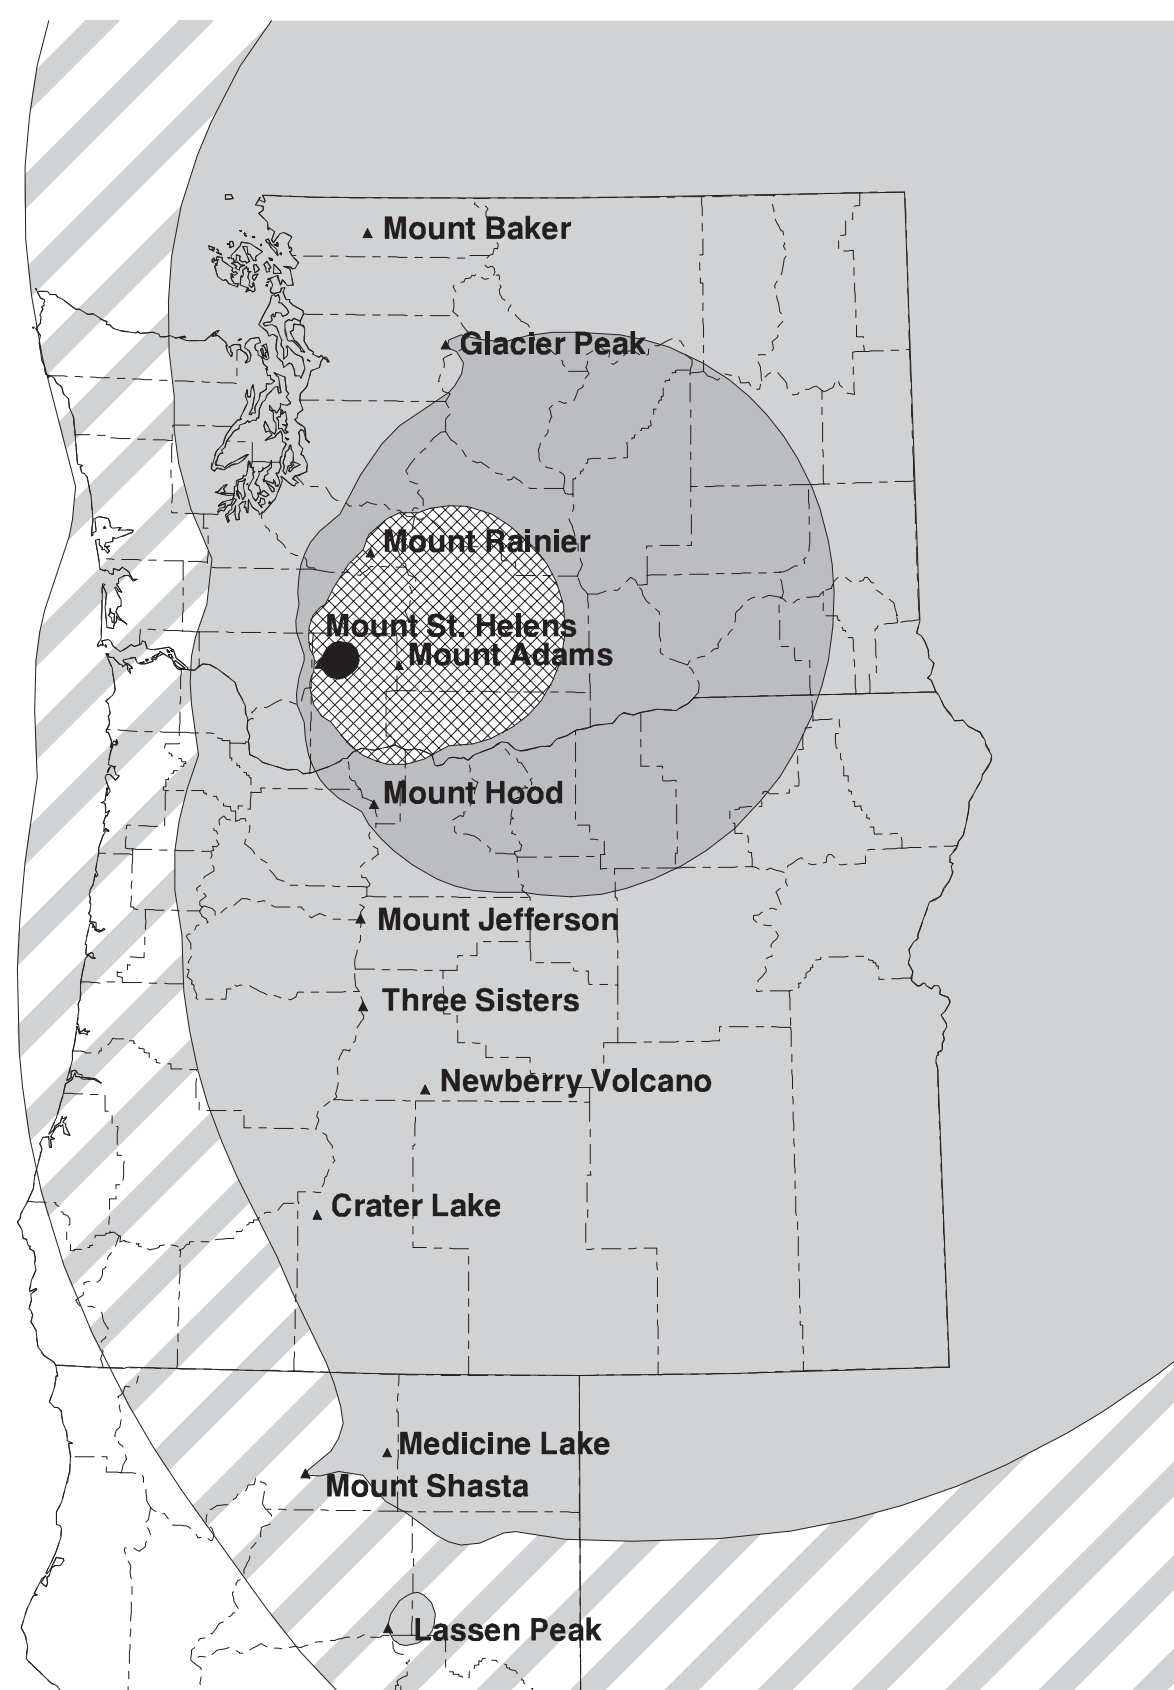 Mount Baker
Glacier Peak
Mount Rainier
Mount St. Helens
Mount Adams
Mount Hood
Mount Jefferson
Three Sisters
Newberry Volcano
Crater Lake
Medicine Lake
Mount Shasta
Lassen Peak